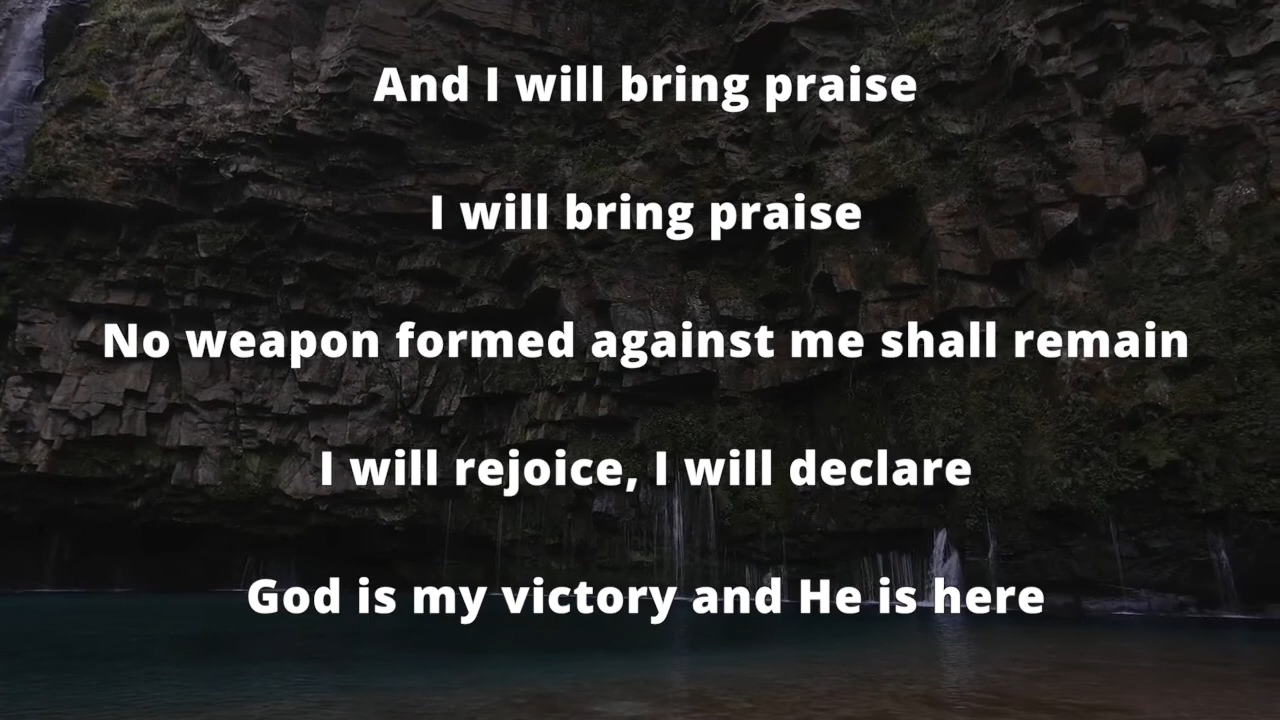 And I will bring praise
I will bring praise
No weapon formed against me shall remain
I will rejoice, I will declare
God is my victory and He is here